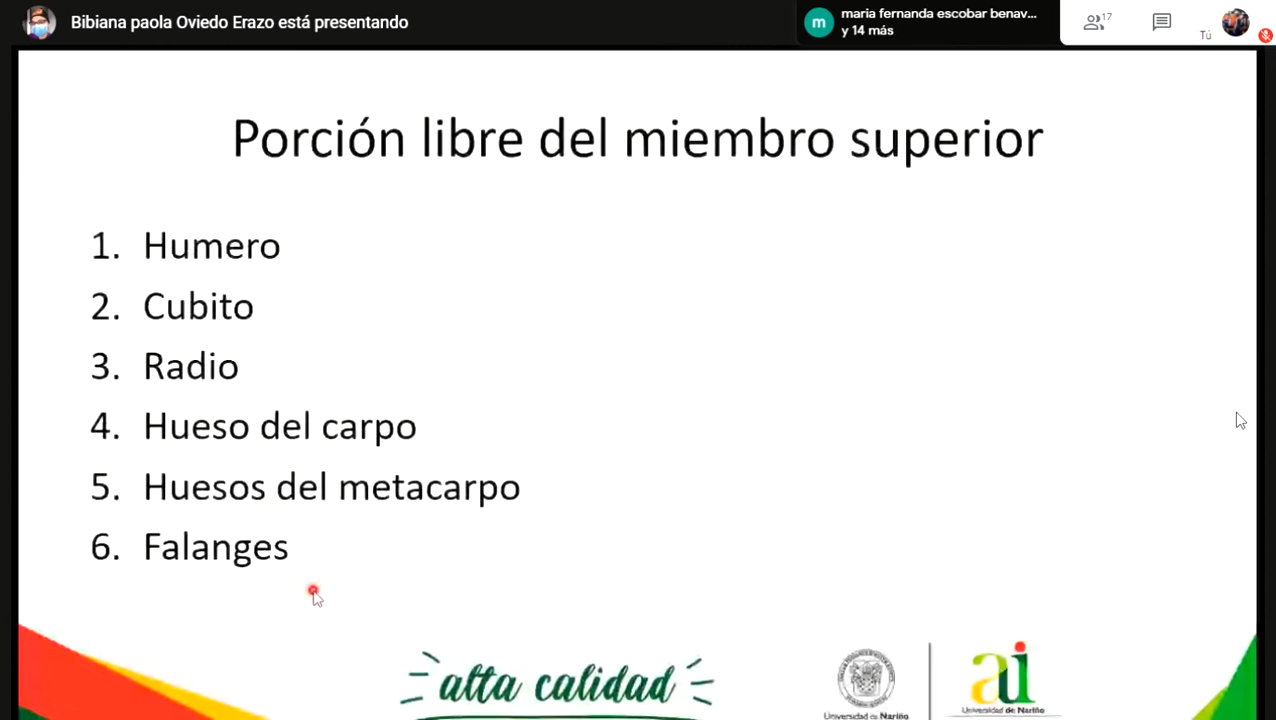 Bibiana paola Oviedo Erazo está presentando
maria fernanda escobar benav...
y 14 más
m
17
Tú
Porción libre del miembro superior
1. Humero
2. Cubito
3. Radio
4. Hueso del carpo
5. Huesos del metacarpo
6. Falanges
alta calidad
Universidad de Nariño
ai
Universidad de Nariño